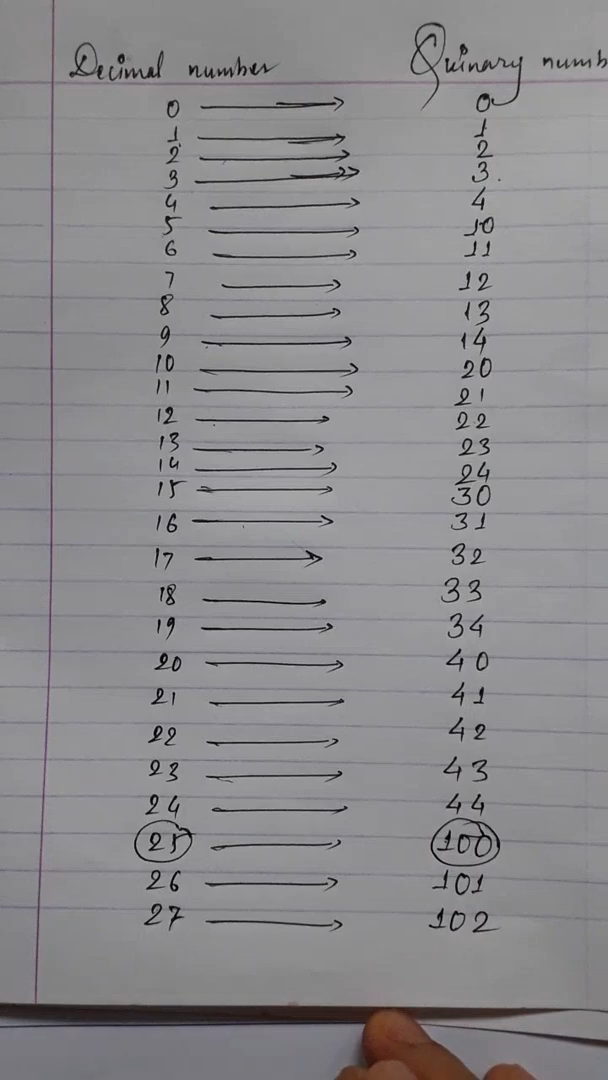 Decimal number Quinary numb
0 → 0
1 → 1
2 → 2
3 → 3
4 → 4
5 → 10
6 → 11
7 → 12
8 → 13
9 → 14
10 → 20
11 → 21
12 → 22
13 → 23
14 → 24
15 → 30
16 → 31
17 → 32
18 → 33
19 → 34
20 → 40
21 → 41
22 → 42
23 → 43
24 → 44
25 → 100
26 → 101
27 → 102